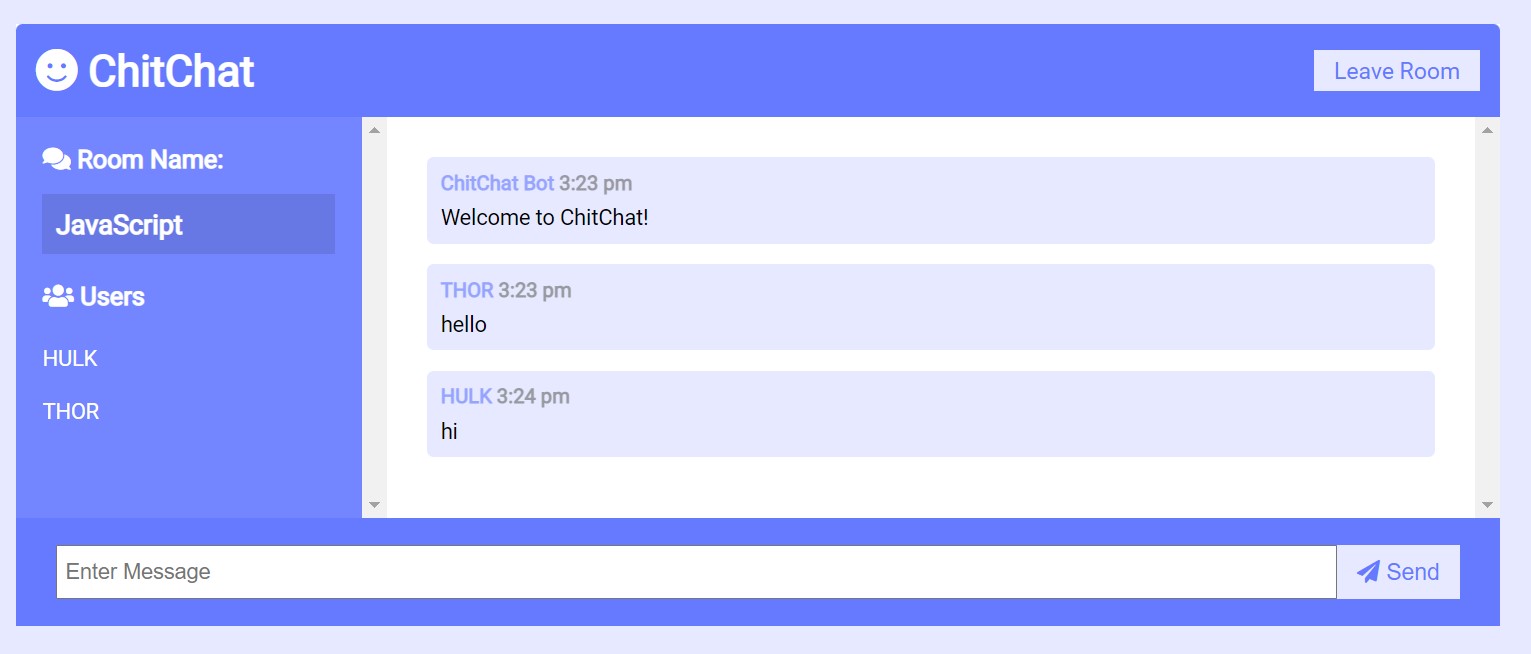 ChitChat
Leave Room
Room Name:
JavaScript
Users
HULK
THOR
ChitChat Bot 3:23 pm
Welcome to ChitChat!
THOR 3:23 pm
hello
HULK 3:24 pm
hi
Enter Message
Send